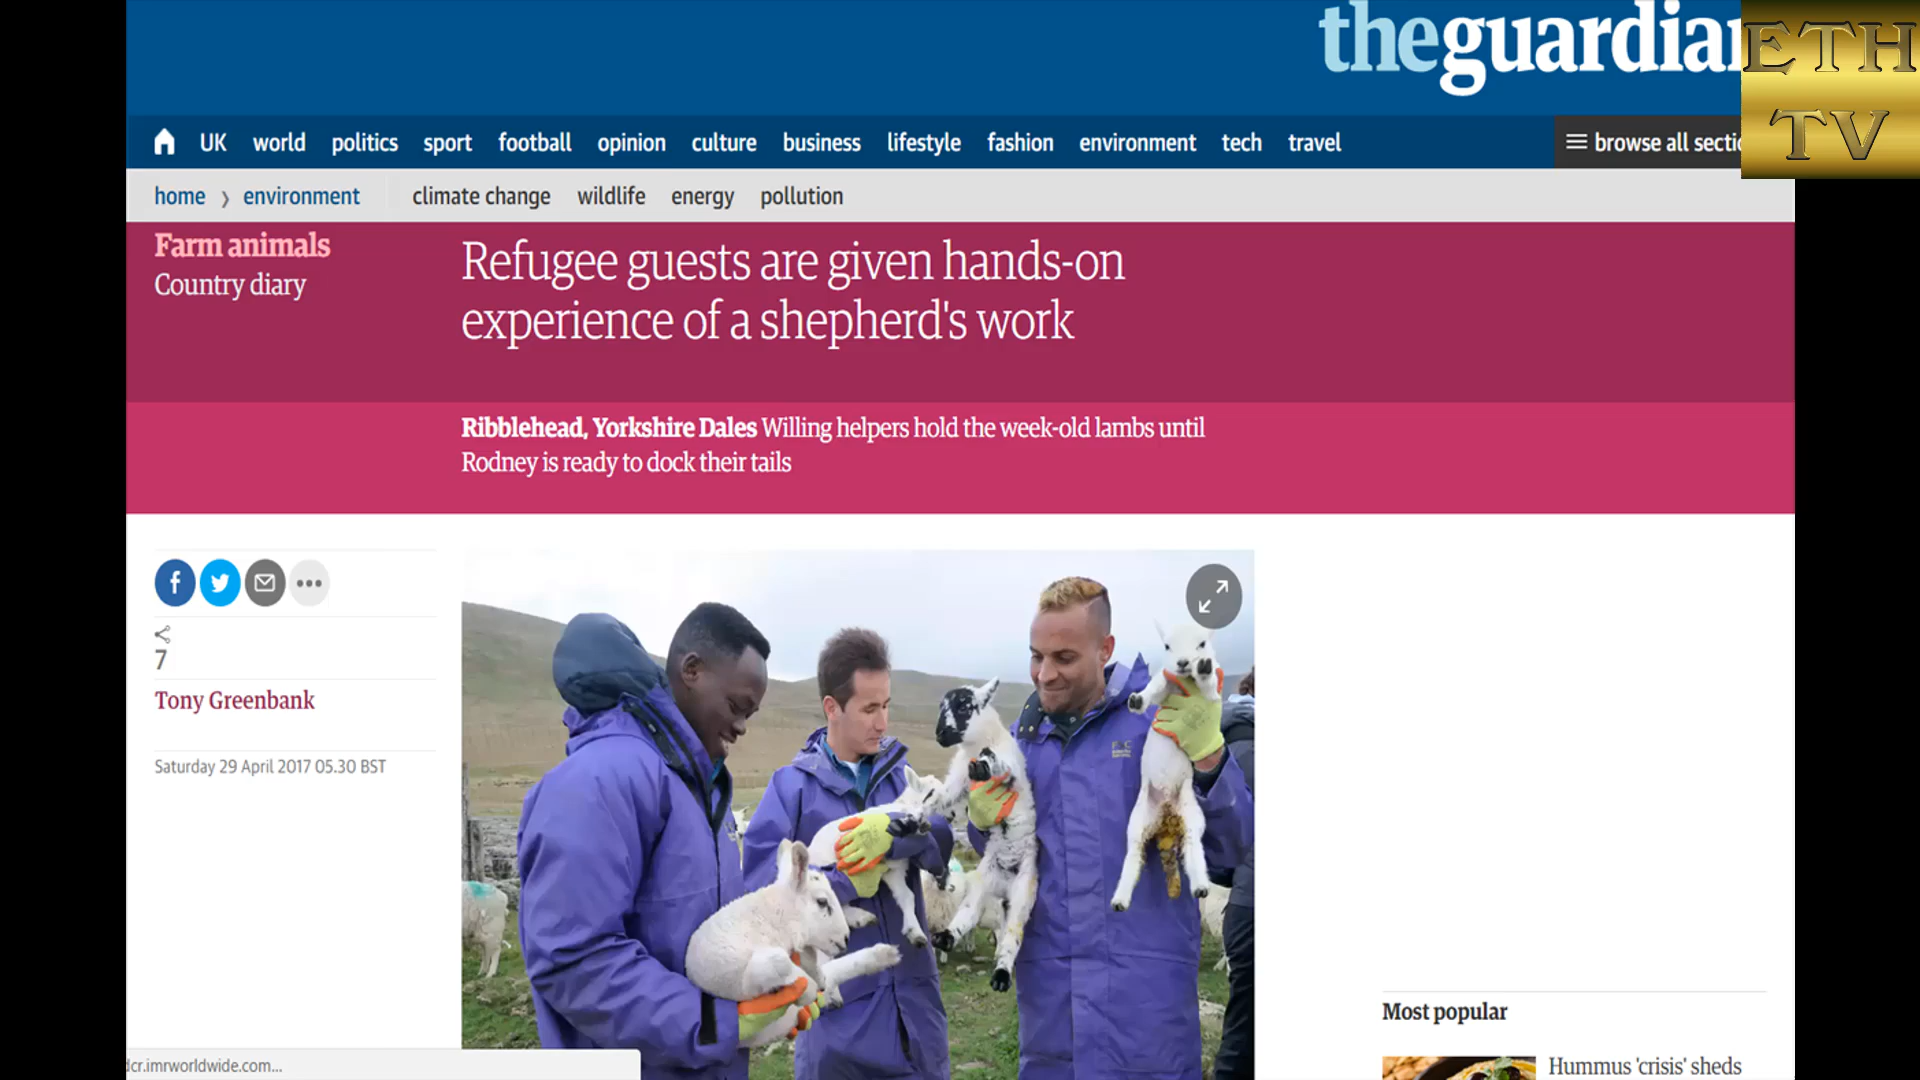 theguardia
ETH
TV
UK world politics sport football opinion culture business lifestyle fashion environment tech travel
browse all secti
home › environment climate change wildlife energy pollution
Farm animals
Country diary
Refugee guests are given hands-on
experience of a shepherd's work
Ribblehead, Yorkshire Dales Willing helpers hold the week-old lambs until
Rodney is ready to dock their tails
7
Tony Greenbank
Saturday 29 April 2017 05.30 BST
Most popular
Hummus 'crisis' sheds
dcr.imrworldwide.com...